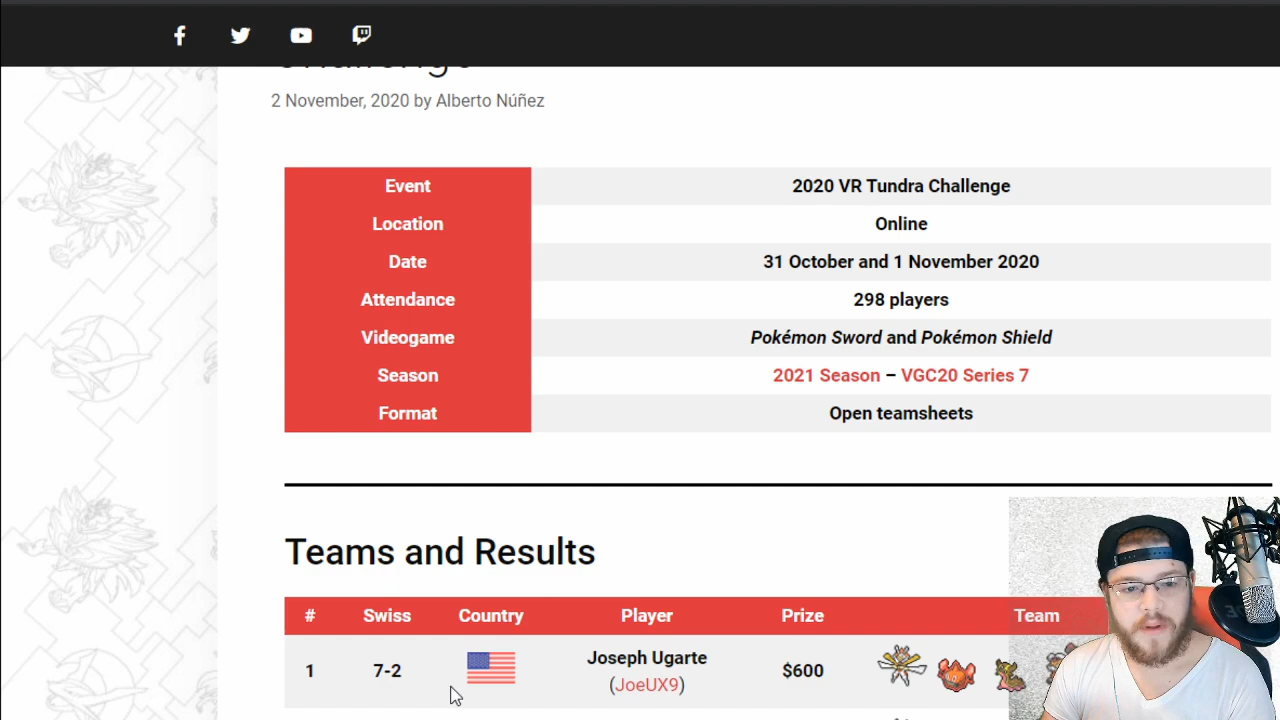 Challenge
2 November, 2020 by Alberto Núñez
Event 2020 VR Tundra Challenge
Location Online
Date 31 October and 1 November 2020
Attendance 298 players
Videogame Pokémon Sword and Pokémon Shield
Season 2021 Season – VGC20 Series 7
Format Open teamsheets
Teams and Results
# Swiss Country Player Prize Team
1 7-2 Joseph Ugarte $600
(JoeUX9)